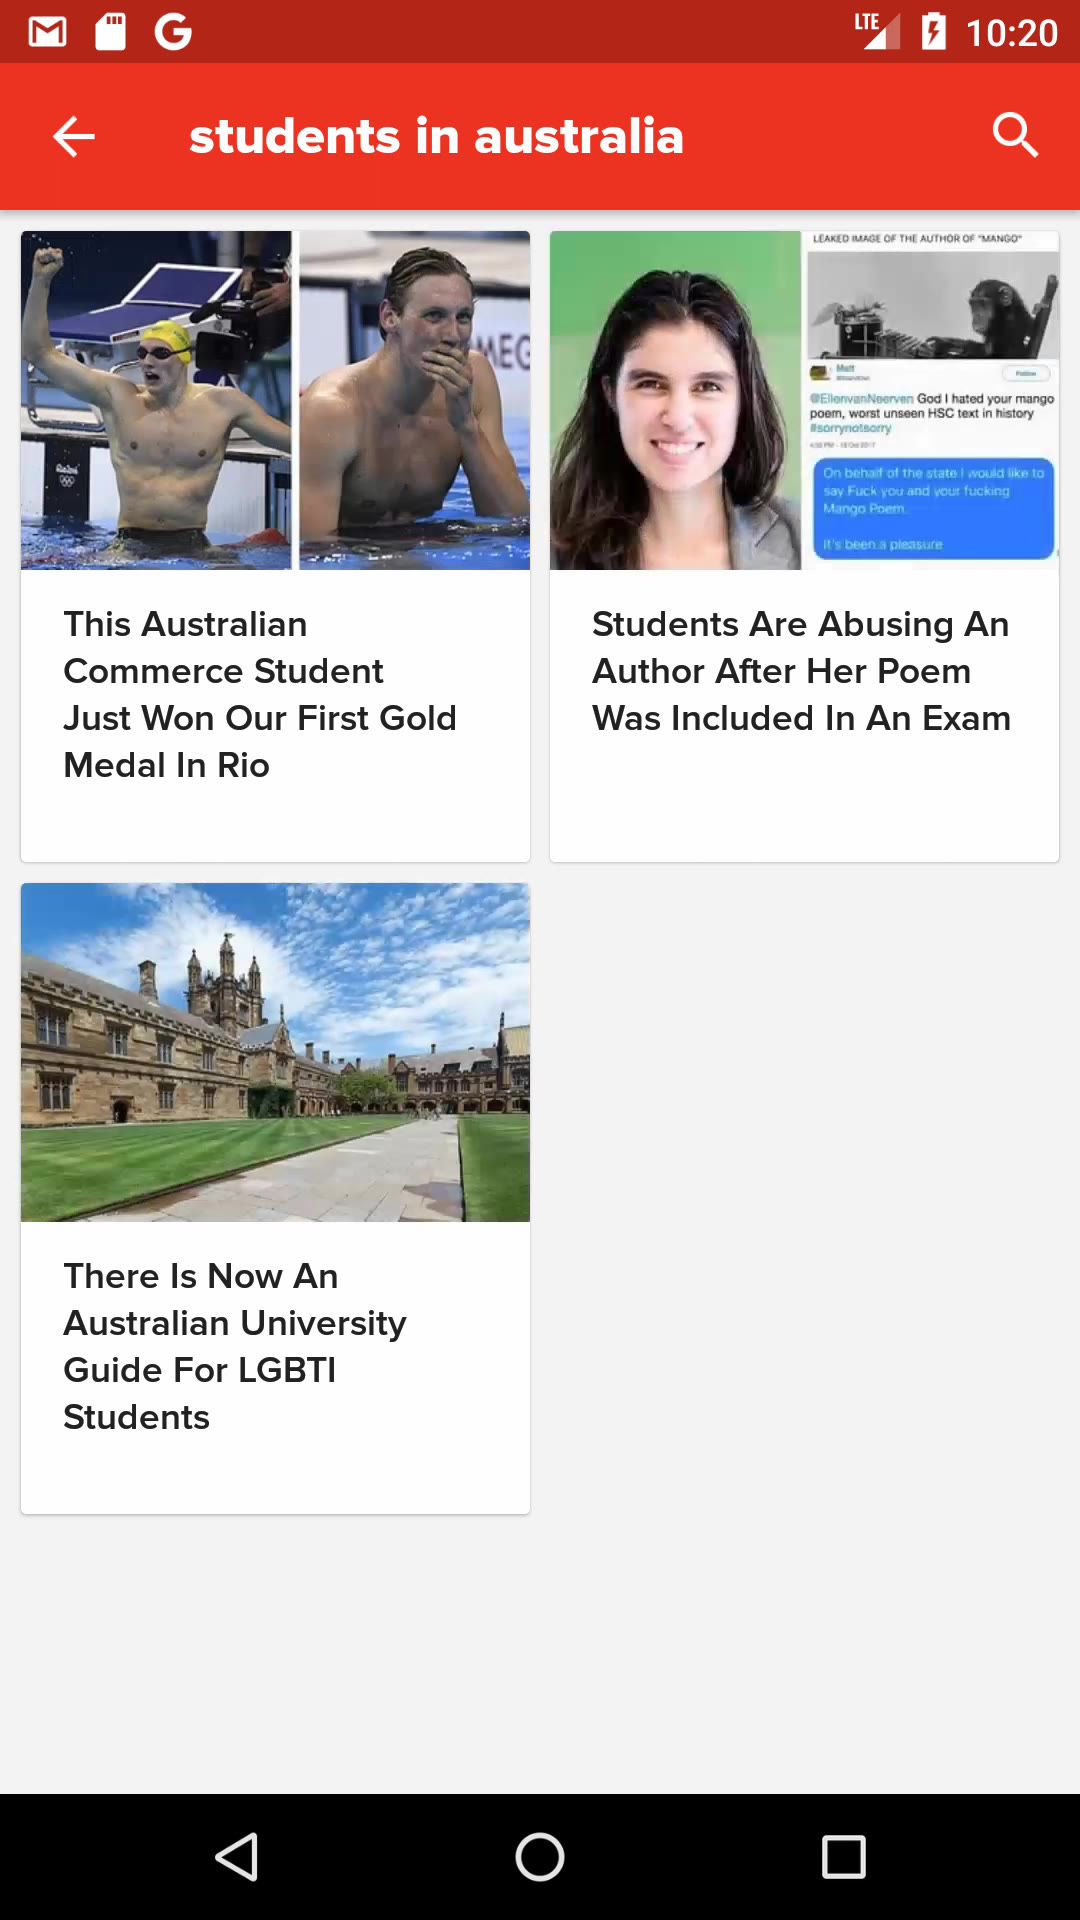 LTE 10:20
students in australia
LEAKED IMAGE OF THE AUTHOR OF "MANGO"
Matt
Follow
@EllenvanNeerven God I hated your mango
poem, worst unseen HSC text in history
#sorrynotsorry
On behalf of the state I would like to
say Fuck you and your fucking
Mango Poem.
It's been a pleasure
This Australian
Commerce Student
Just Won Our First Gold
Medal In Rio
Students Are Abusing An
Author After Her Poem
Was Included In An Exam
There Is Now An
Australian University
Guide For LGBTI
Students